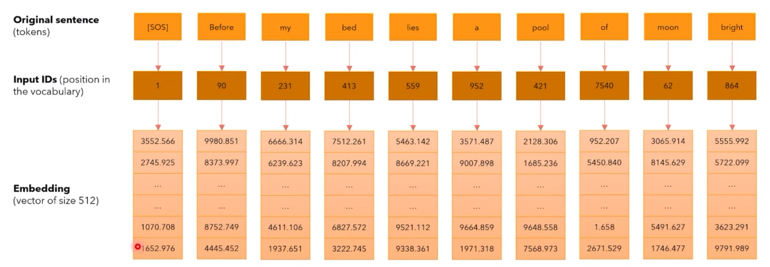 Original sentence
(tokens)
[SOS] Before my bed lies a pool of moon bright
Input IDs (position in
the vocabulary)
1 90 231 413 559 952 421 7540 62 864
3552.566 9980.851 6666.314 7512.261 5463.142 3571.487 2128.306 952.207 3065.914 5555.992
2745.925 8373.997 6239.623 8207.994 8669.221 9007.898 1685.236 5450.840 8145.629 5722.099
... ... ... ... ... ... ... ... ... ...
Embedding
(vector of size 512)
... ... ... ... ... ... ... ... ... ...
1070.708 8752.749 4611.106 6827.572 9521.112 9664.859 9648.558 1.658 5491.627 3623.291
1652.976 4445.452 1937.651 3222.745 9338.361 1971.318 7568.973 2671.529 1746.477 9791.989